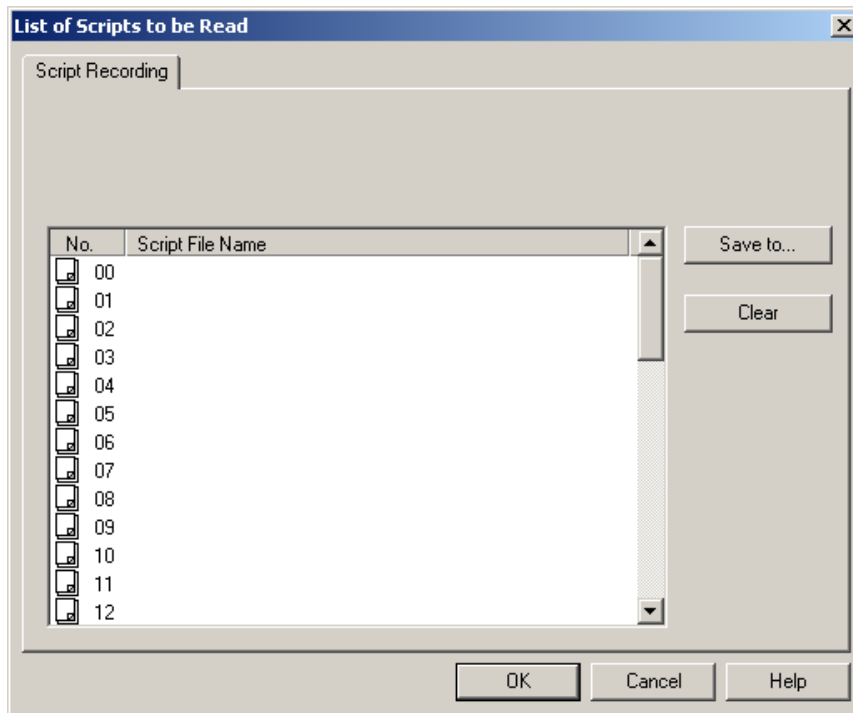 List of Scripts to be Read
Script Recording
No. Script File Name
00
01
02
03
04
05
06
07
08
09
10
11
12
Save to...
Clear
OK Cancel Help